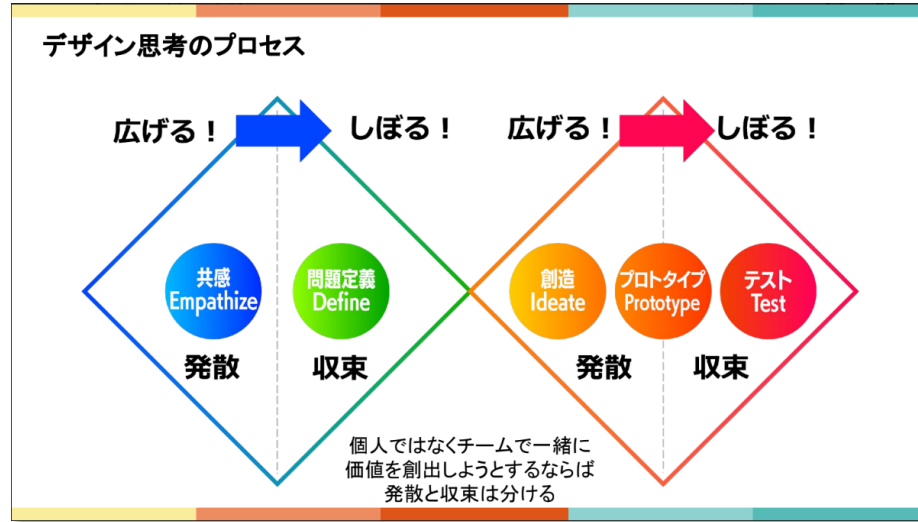 デザイン思考のプロセス
広げる！
しぼる！
広げる！
しぼる！
共感
Empathize
問題定義
Define
創造
Ideate
プロトタイプ
Prototype
テスト
Test
発散
収束
発散
収束
個人ではなくチームで一緒に
価値を創出しようとするならば
発散と収束は分ける